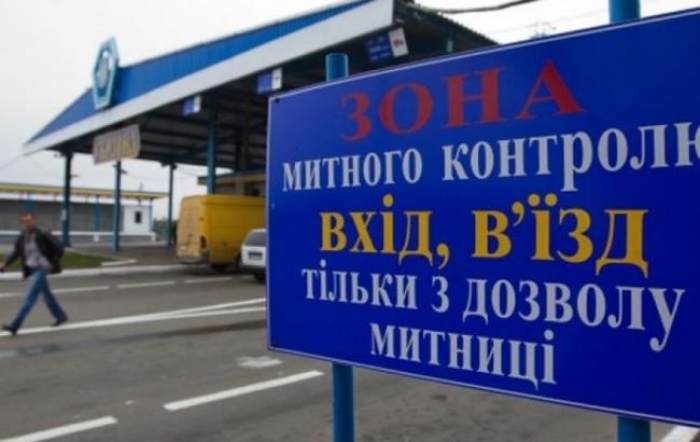 ЗОНА
МИТНОГО КОНТРОЛЮ
ВХІД, В'ЇЗД
ТІЛЬКИ З ДОЗВОЛУ
МИТНИЦІ